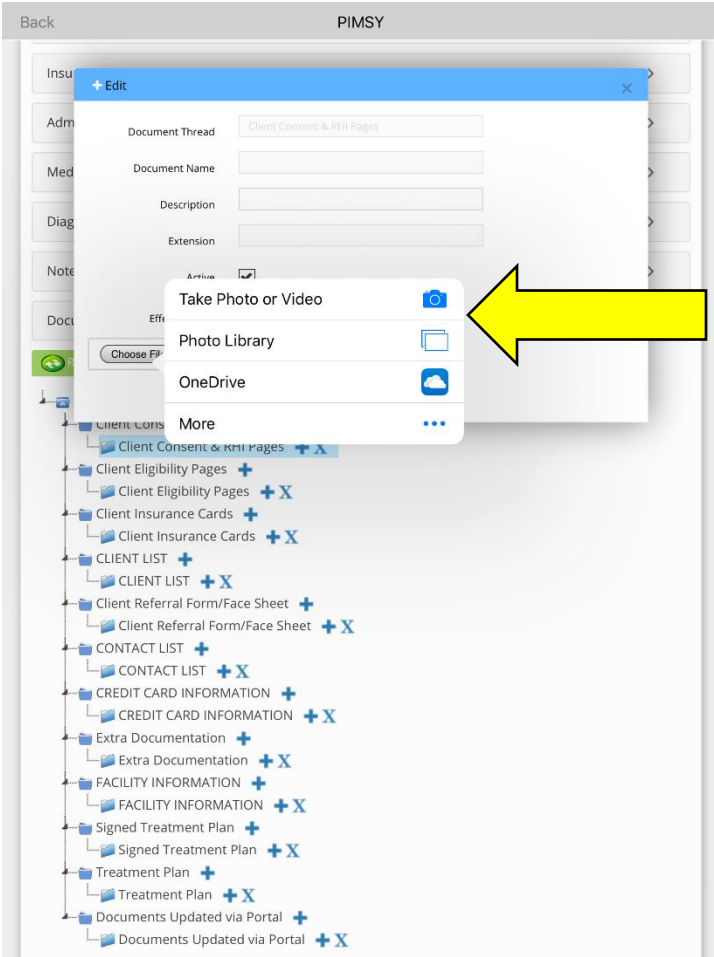 Back PIMSY
Insu
+ Edit
Adm
Document Thread Client Consent & RHI Pages
Med
Document Name
Description
Diag
Extension
Note
Active
Take Photo or Video
Docu
Effe
Photo Library
Choose Fil
R
OneDrive
More
Client Cons
Client Consent & RHI Pages + X
Client Eligibility Pages +
Client Eligibility Pages + X
Client Insurance Cards +
Client Insurance Cards + X
CLIENT LIST +
CLIENT LIST + X
Client Referral Form/Face Sheet +
Client Referral Form/Face Sheet + X
CONTACT LIST +
CONTACT LIST + X
CREDIT CARD INFORMATION +
CREDIT CARD INFORMATION + X
Extra Documentation +
Extra Documentation + X
FACILITY INFORMATION +
FACILITY INFORMATION + X
Signed Treatment Plan +
Signed Treatment Plan + X
Treatment Plan +
Treatment Plan + X
Documents Updated via Portal +
Documents Updated via Portal + X